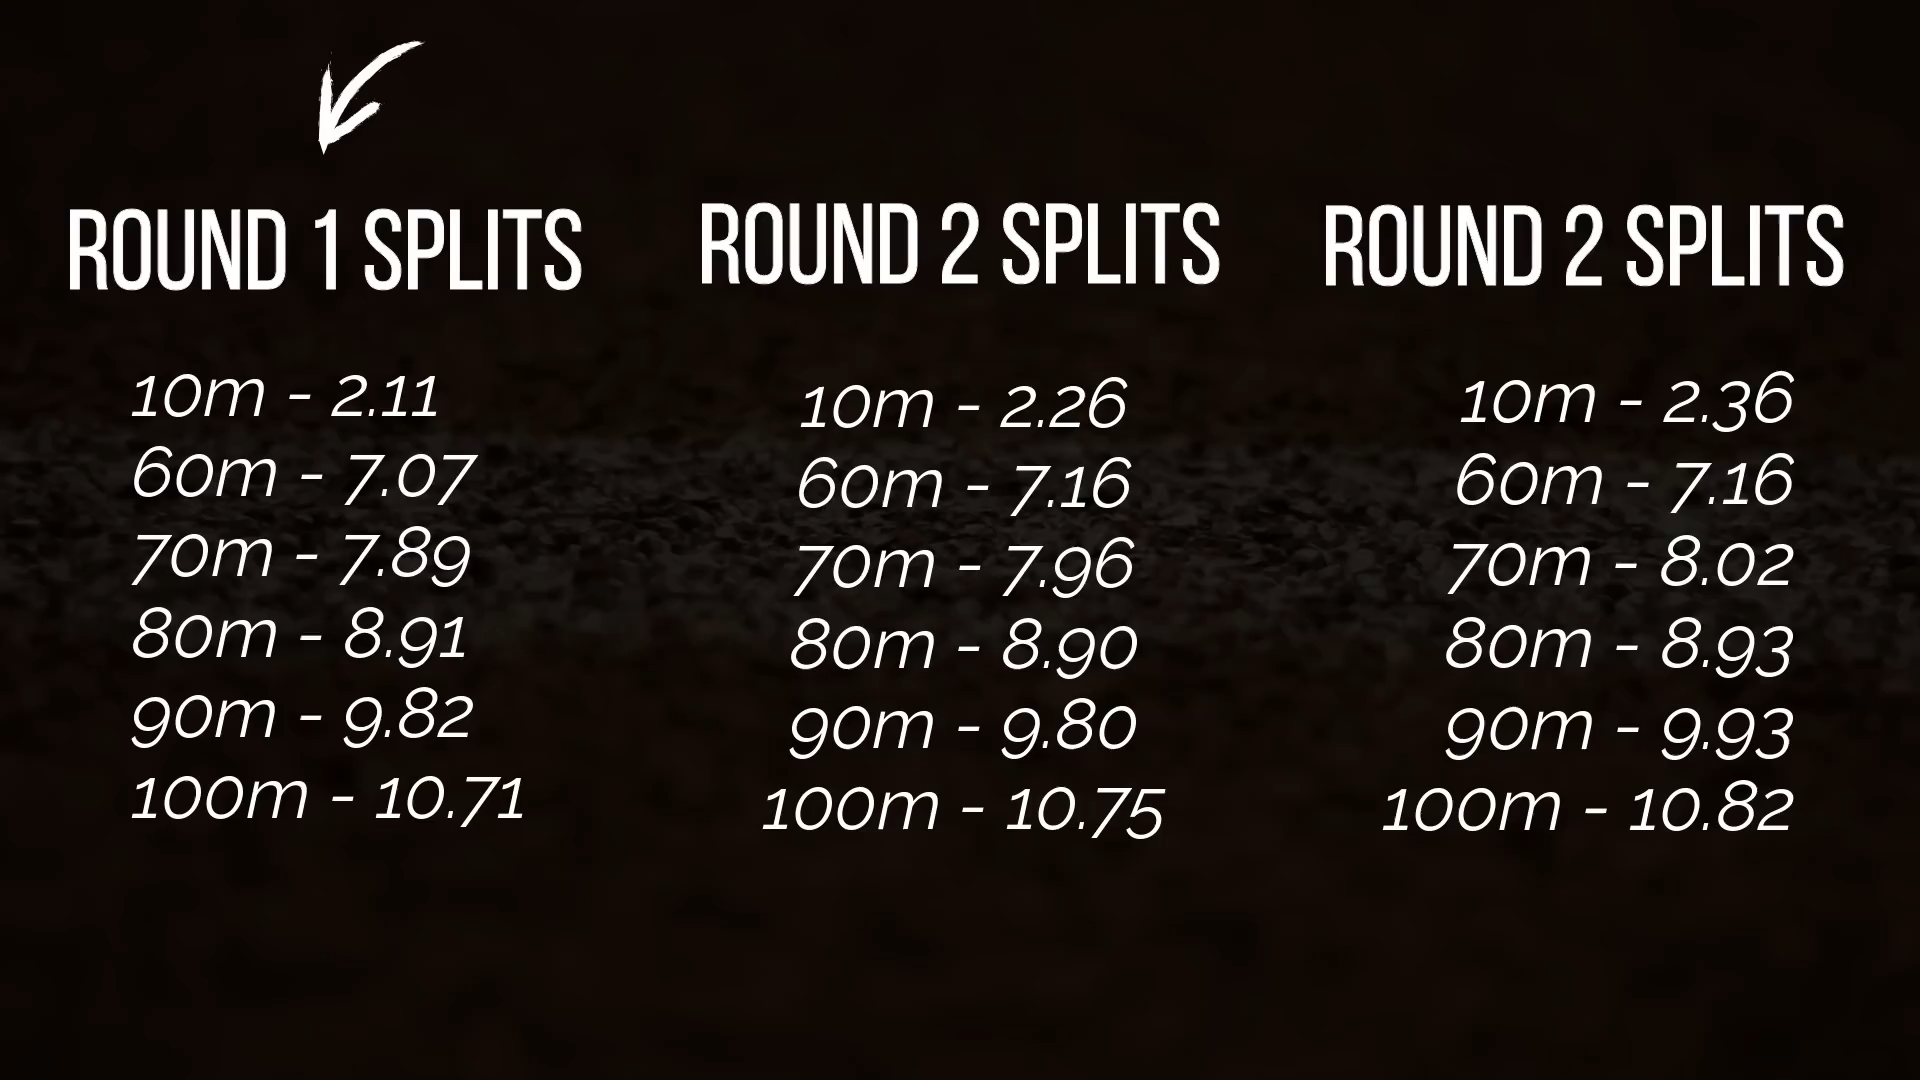 ROUND 1 SPLITS
10m - 2.11
60m - 7.07
70m - 7.89
80m - 8.91
90m - 9.82
100m - 10.71
ROUND 2 SPLITS
10m - 2.26
60m - 7.16
70m - 7.96
80m - 8.90
90m - 9.80
100m - 10.75
ROUND 2 SPLITS
10m - 2.36
60m - 7.16
70m - 8.02
80m - 8.93
90m - 9.93
100m - 10.82